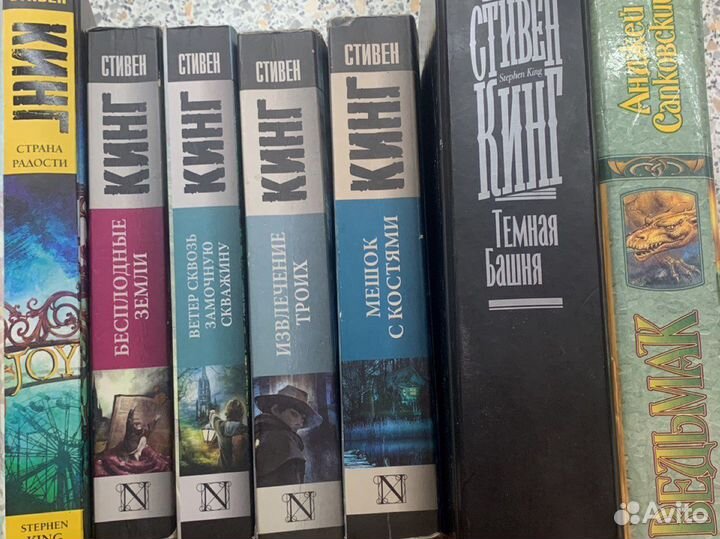 СТИВЕН
КИНГ
СТРАНА
РАДОСТИ
JOY
STEPHEN
KING
СТИВЕН
КИНГ
БЕСПЛОДНЫЕ
ЗЕМЛИ
N
СТИВЕН
КИНГ
ВЕТЕР СКВОЗЬ
ЗАМОЧНУЮ
СКВАЖИНУ
N
СТИВЕН
КИНГ
ИЗВЛЕЧЕНИЕ
ТРОИХ
N
СТИВЕН
КИНГ
МЕШОК
С КОСТЯМИ
N
СТИВЕН
Stephen King
КИНГ
Темная
Башня
Анджей
Сапковский
ВЕДЬМАК
Avito